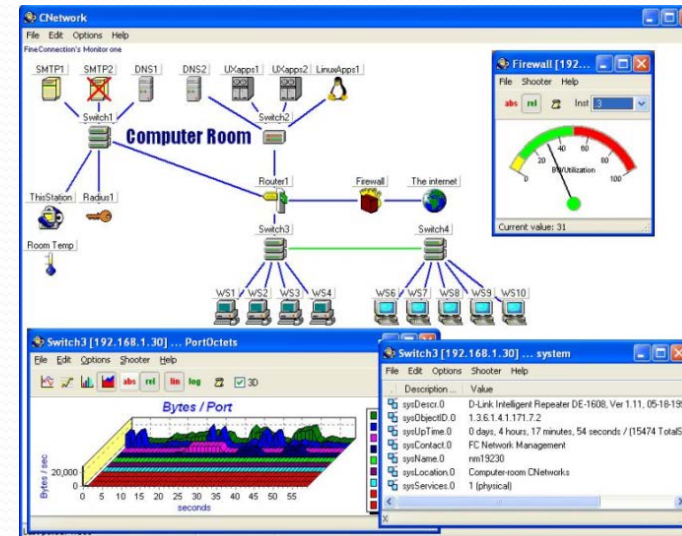 CNetwork
File Edit Options Help
FineConnection's Monitor one
SMTP1 SMTP2 DNS1 DNS2 UXapps1 UXapps2 LinuxApps1
Switch1 Switch2
Computer Room
ThisStation Radius1
Router1 Firewall The internet
Room Temp
Switch3 Switch4
WS1 WS2 WS3 WS4 WS6 WS7 WS8 WS9 WS10
Firewall [192...
File Shooter Help
abs rel Inst 3
0 20 40 60 80 100
BW/Utilization
Current value: 31
Switch3 [192.168.1.30] ... PortOctets
File Edit Options Shooter Help
abs rel lin log 3D
Bytes / Port
Bytes / sec
20,000
0
0 5 10 15 20 25 30 35 40 45 50 55
seconds
Switch3 [192.168.1.30] ... system
File Edit Options Shooter Help
Description... Value
sysDescr.0 D-Link Intelligent Repeater DE-1608, Ver 1.11, 05-18-199
sysObjectID.0 1.3.6.1.4.1.171.7.2
sysUpTime.0 0 days, 4 hours, 17 minutes, 54 seconds / (15474 TotalS
sysContact.0 FC Network Management
sysName.0 nm19230
sysLocation.0 Computer-room CNetworks
sysServices.0 1 (physical)
X